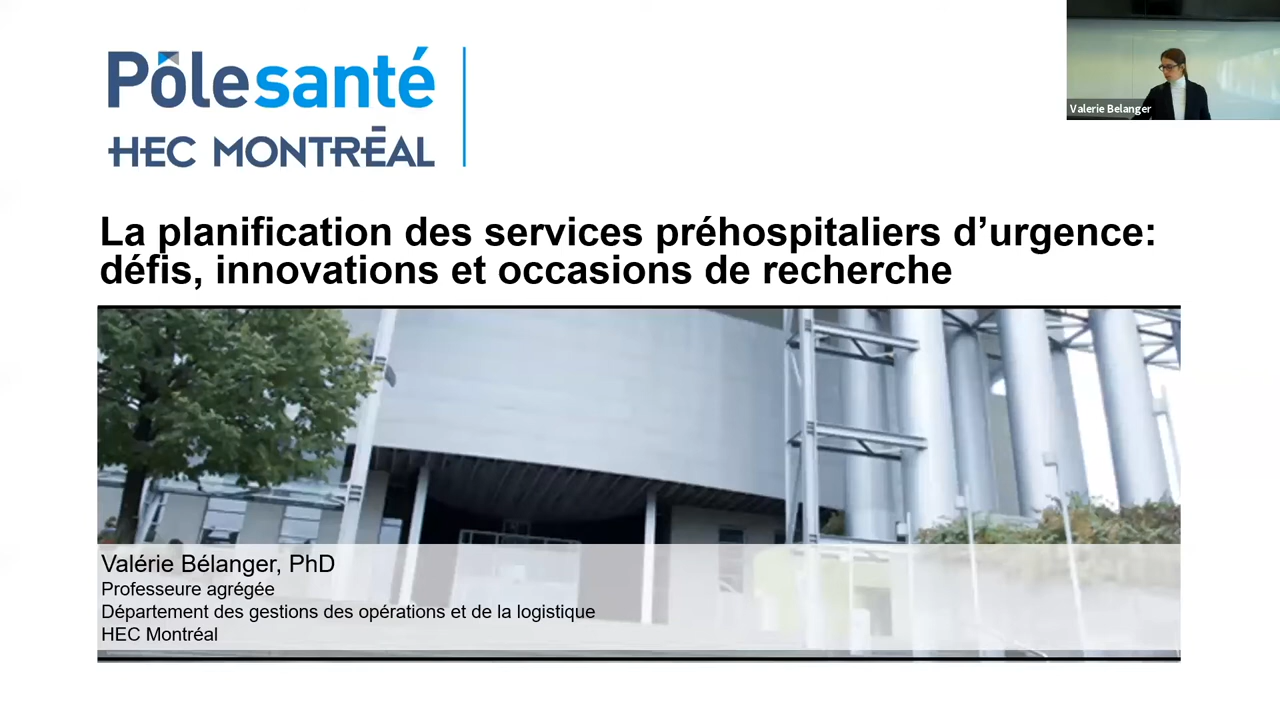 Pôlesanté
HEC MONTRÉAL
Valerie Belanger
La planification des services préhospitaliers d’urgence:
défis, innovations et occasions de recherche
Valérie Bélanger, PhD
Professeure agrégée
Département des gestions des opérations et de la logistique
HEC Montréal